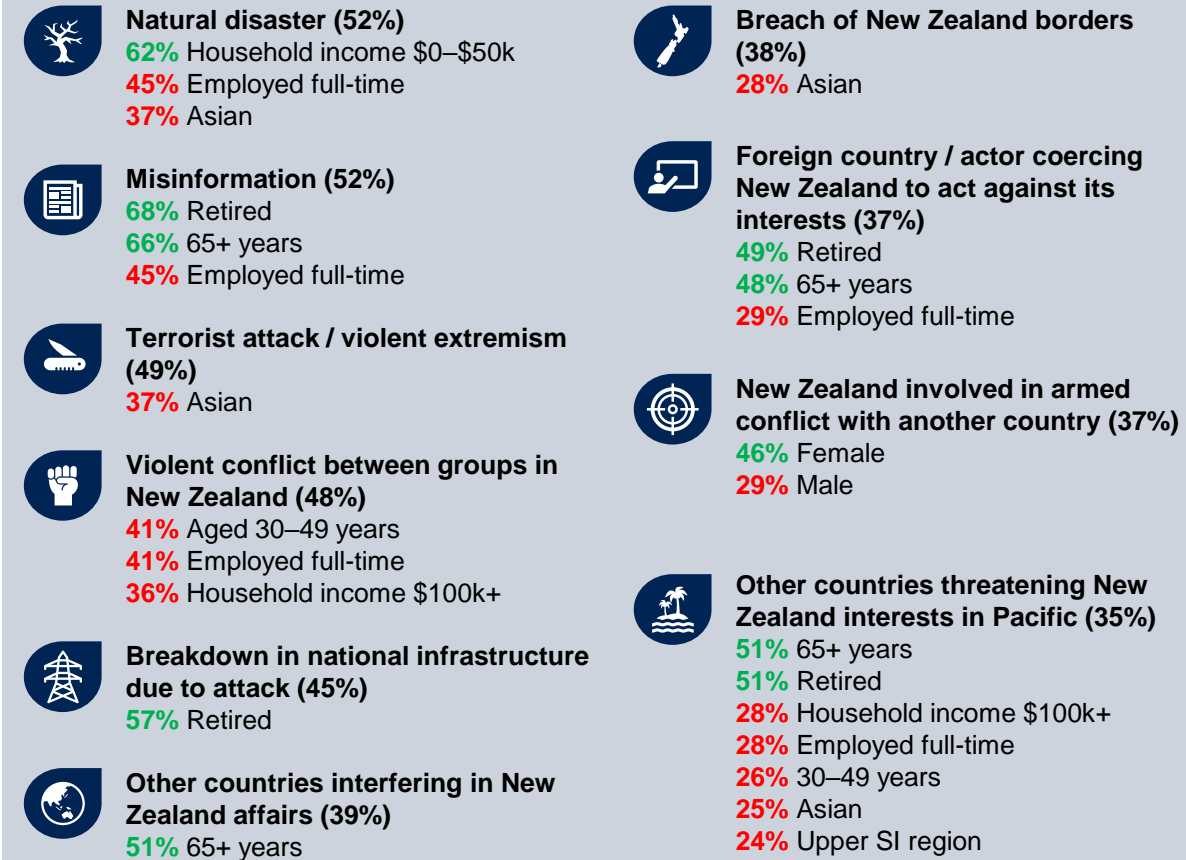 Natural disaster (52%)
62% Household income $0–$50k
45% Employed full-time
37% Asian
Misinformation (52%)
68% Retired
66% 65+ years
45% Employed full-time
Terrorist attack / violent extremism
(49%)
37% Asian
Violent conflict between groups in
New Zealand (48%)
41% Aged 30–49 years
41% Employed full-time
36% Household income $100k+
Breakdown in national infrastructure
due to attack (45%)
57% Retired
Other countries interfering in New
Zealand affairs (39%)
51% 65+ years
Breach of New Zealand borders
(38%)
28% Asian
Foreign country / actor coercing
New Zealand to act against its
interests (37%)
49% Retired
48% 65+ years
29% Employed full-time
New Zealand involved in armed
conflict with another country (37%)
46% Female
29% Male
Other countries threatening New
Zealand interests in Pacific (35%)
51% 65+ years
51% Retired
28% Household income $100k+
28% Employed full-time
26% 30–49 years
25% Asian
24% Upper SI region